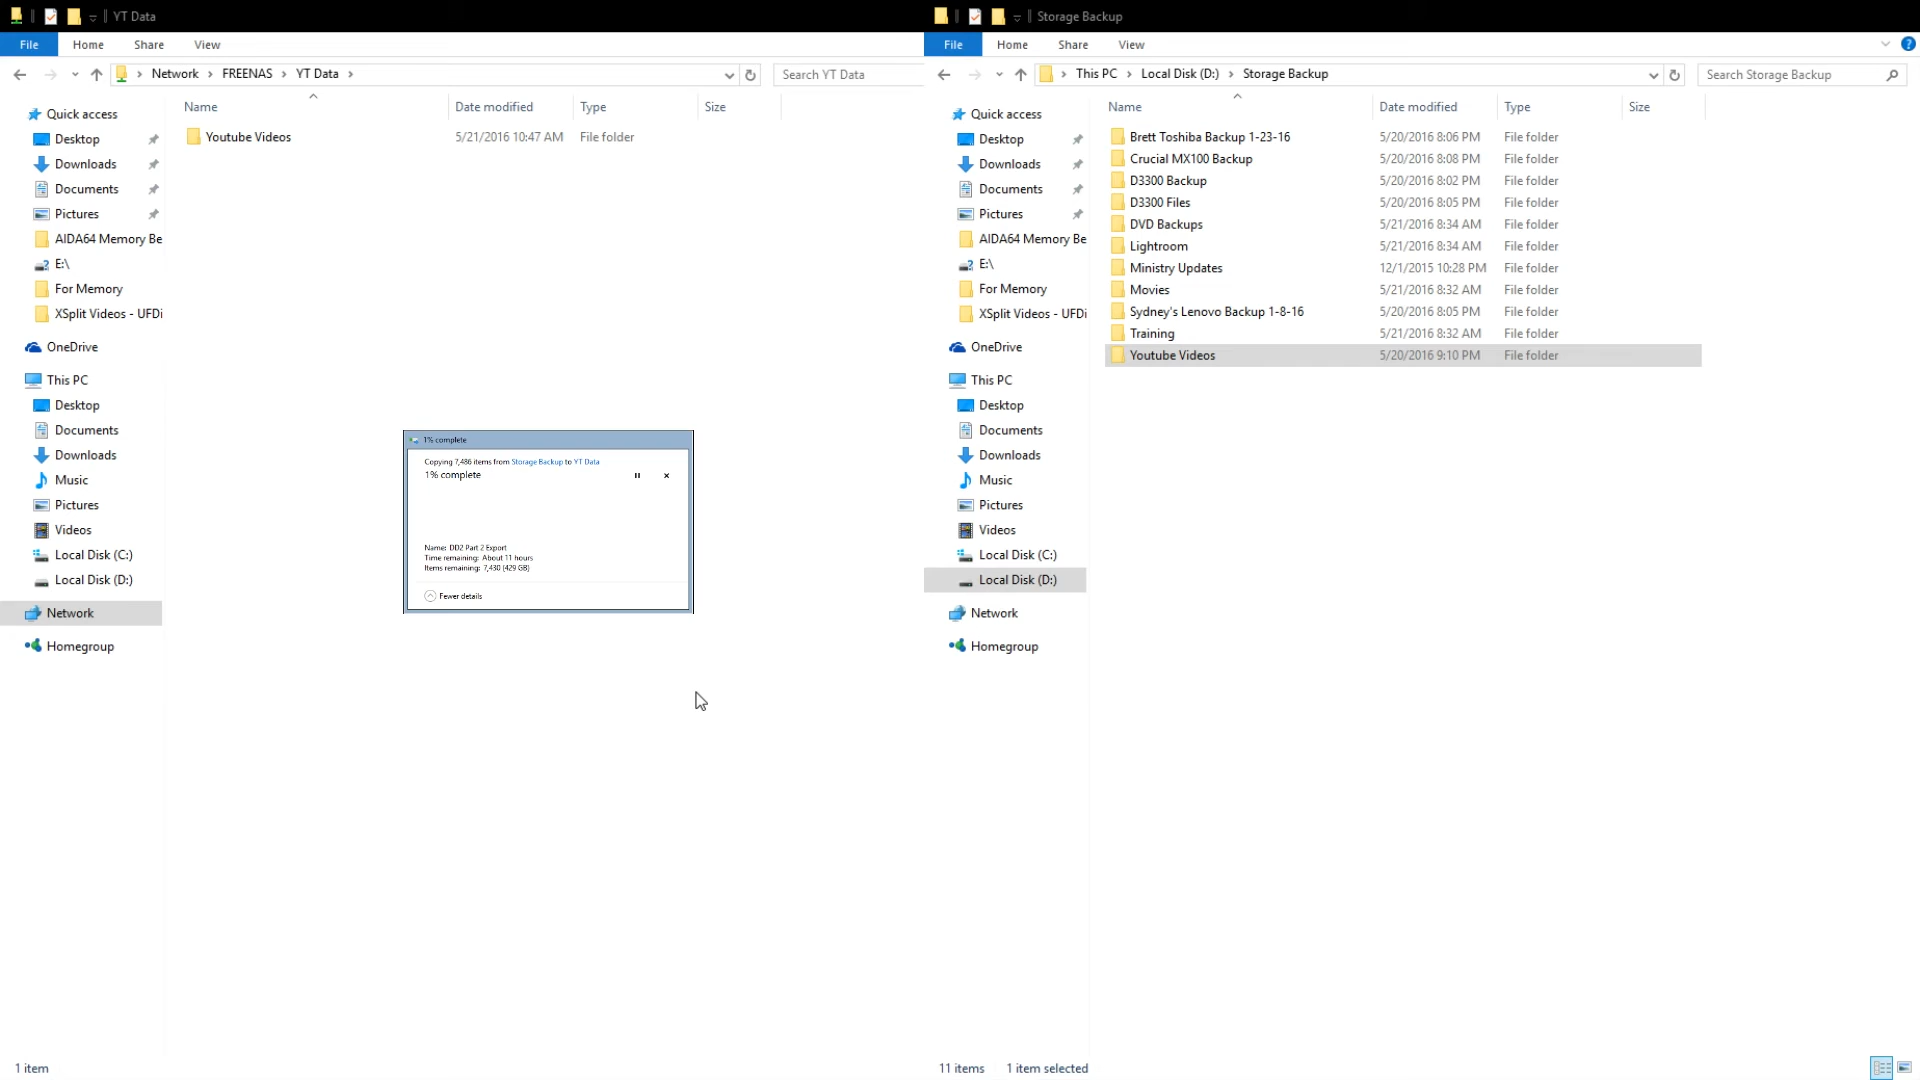 YT Data
File Home Share View
Network › FREENAS › YT Data ›
Search YT Data
Name Date modified Type Size
Quick access
Desktop
Downloads
Documents
Pictures
AIDA64 Memory Be
E:\
For Memory
XSplit Videos - UFDi
OneDrive
This PC
Desktop
Documents
Downloads
Music
Pictures
Videos
Local Disk (C:)
Local Disk (D:)
Network
Homegroup
Youtube Videos 5/21/2016 10:47 AM File folder
1% complete
Copying 7,486 items from Storage Backup to YT Data
1% complete
Name: DD2 Part 2 Export
Time remaining: About 11 hours
Items remaining: 7,430 (429 GB)
Fewer details
1 item
Storage Backup
File Home Share View
This PC › Local Disk (D:) › Storage Backup
Search Storage Backup
Name Date modified Type Size
Quick access
Desktop
Downloads
Documents
Pictures
AIDA64 Memory Be
E:\
For Memory
XSplit Videos - UFDi
OneDrive
This PC
Desktop
Documents
Downloads
Music
Pictures
Videos
Local Disk (C:)
Local Disk (D:)
Network
Homegroup
Brett Toshiba Backup 1-23-16 5/20/2016 8:06 PM File folder
Crucial MX100 Backup 5/20/2016 8:08 PM File folder
D3300 Backup 5/20/2016 8:02 PM File folder
D3300 Files 5/20/2016 8:05 PM File folder
DVD Backups 5/21/2016 8:34 AM File folder
Lightroom 5/21/2016 8:34 AM File folder
Ministry Updates 12/1/2015 10:28 PM File folder
Movies 5/21/2016 8:32 AM File folder
Sydney's Lenovo Backup 1-8-16 5/20/2016 8:05 PM File folder
Training 5/21/2016 8:32 AM File folder
Youtube Videos 5/20/2016 9:10 PM File folder
11 items 1 item selected